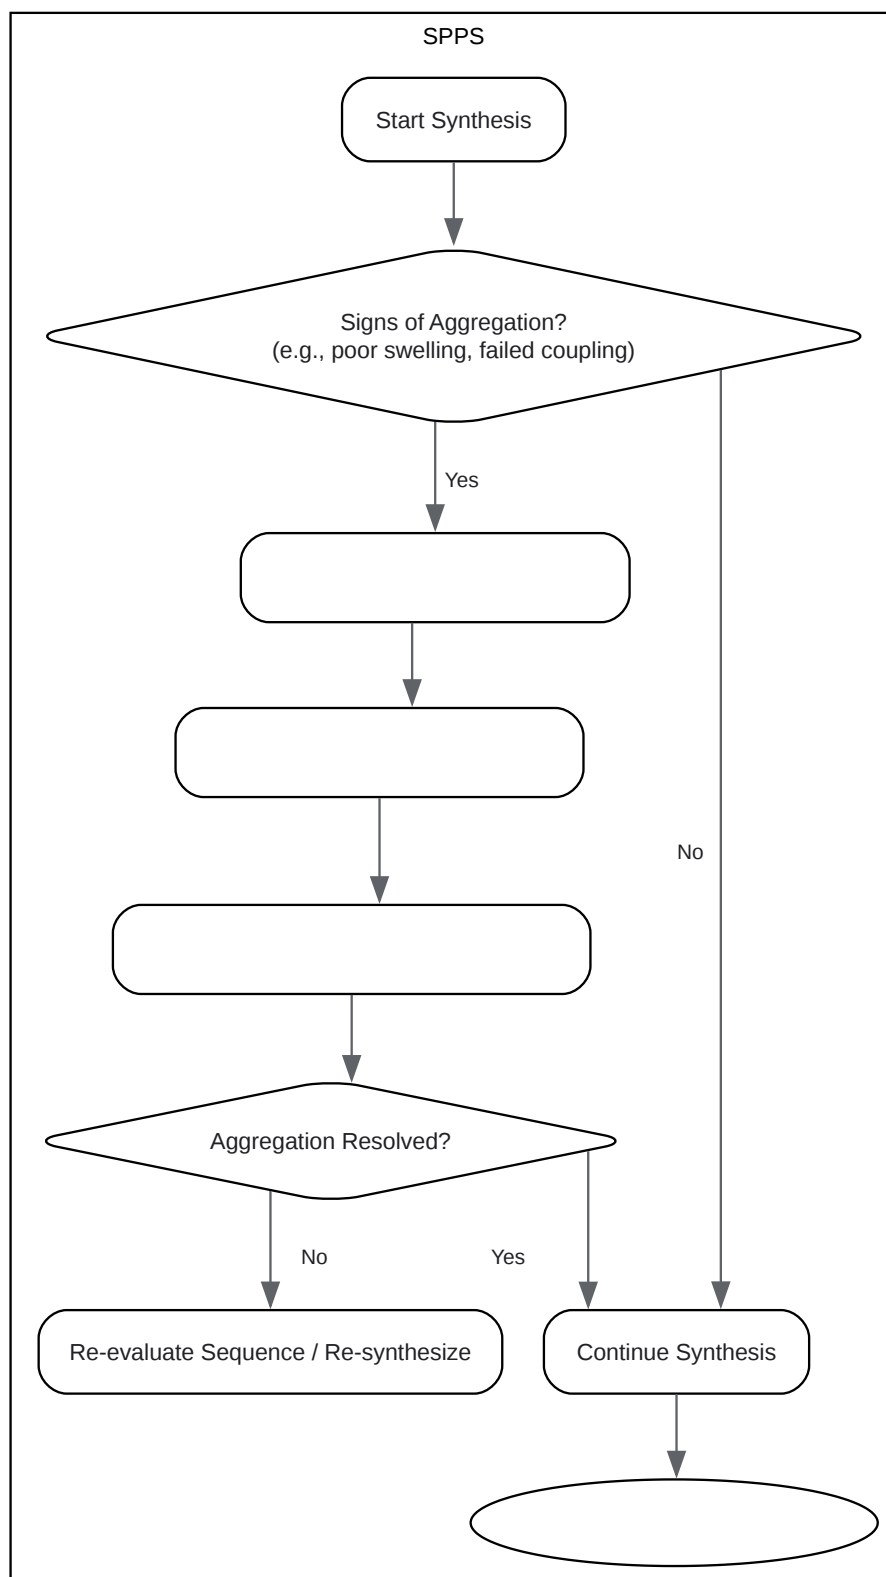 SPPS
Start Synthesis
Signs of Aggregation?
(e.g., poor swelling, failed coupling)
Yes
No
Aggregation Resolved?
No
Yes
Re-evaluate Sequence / Re-synthesize
Continue Synthesis